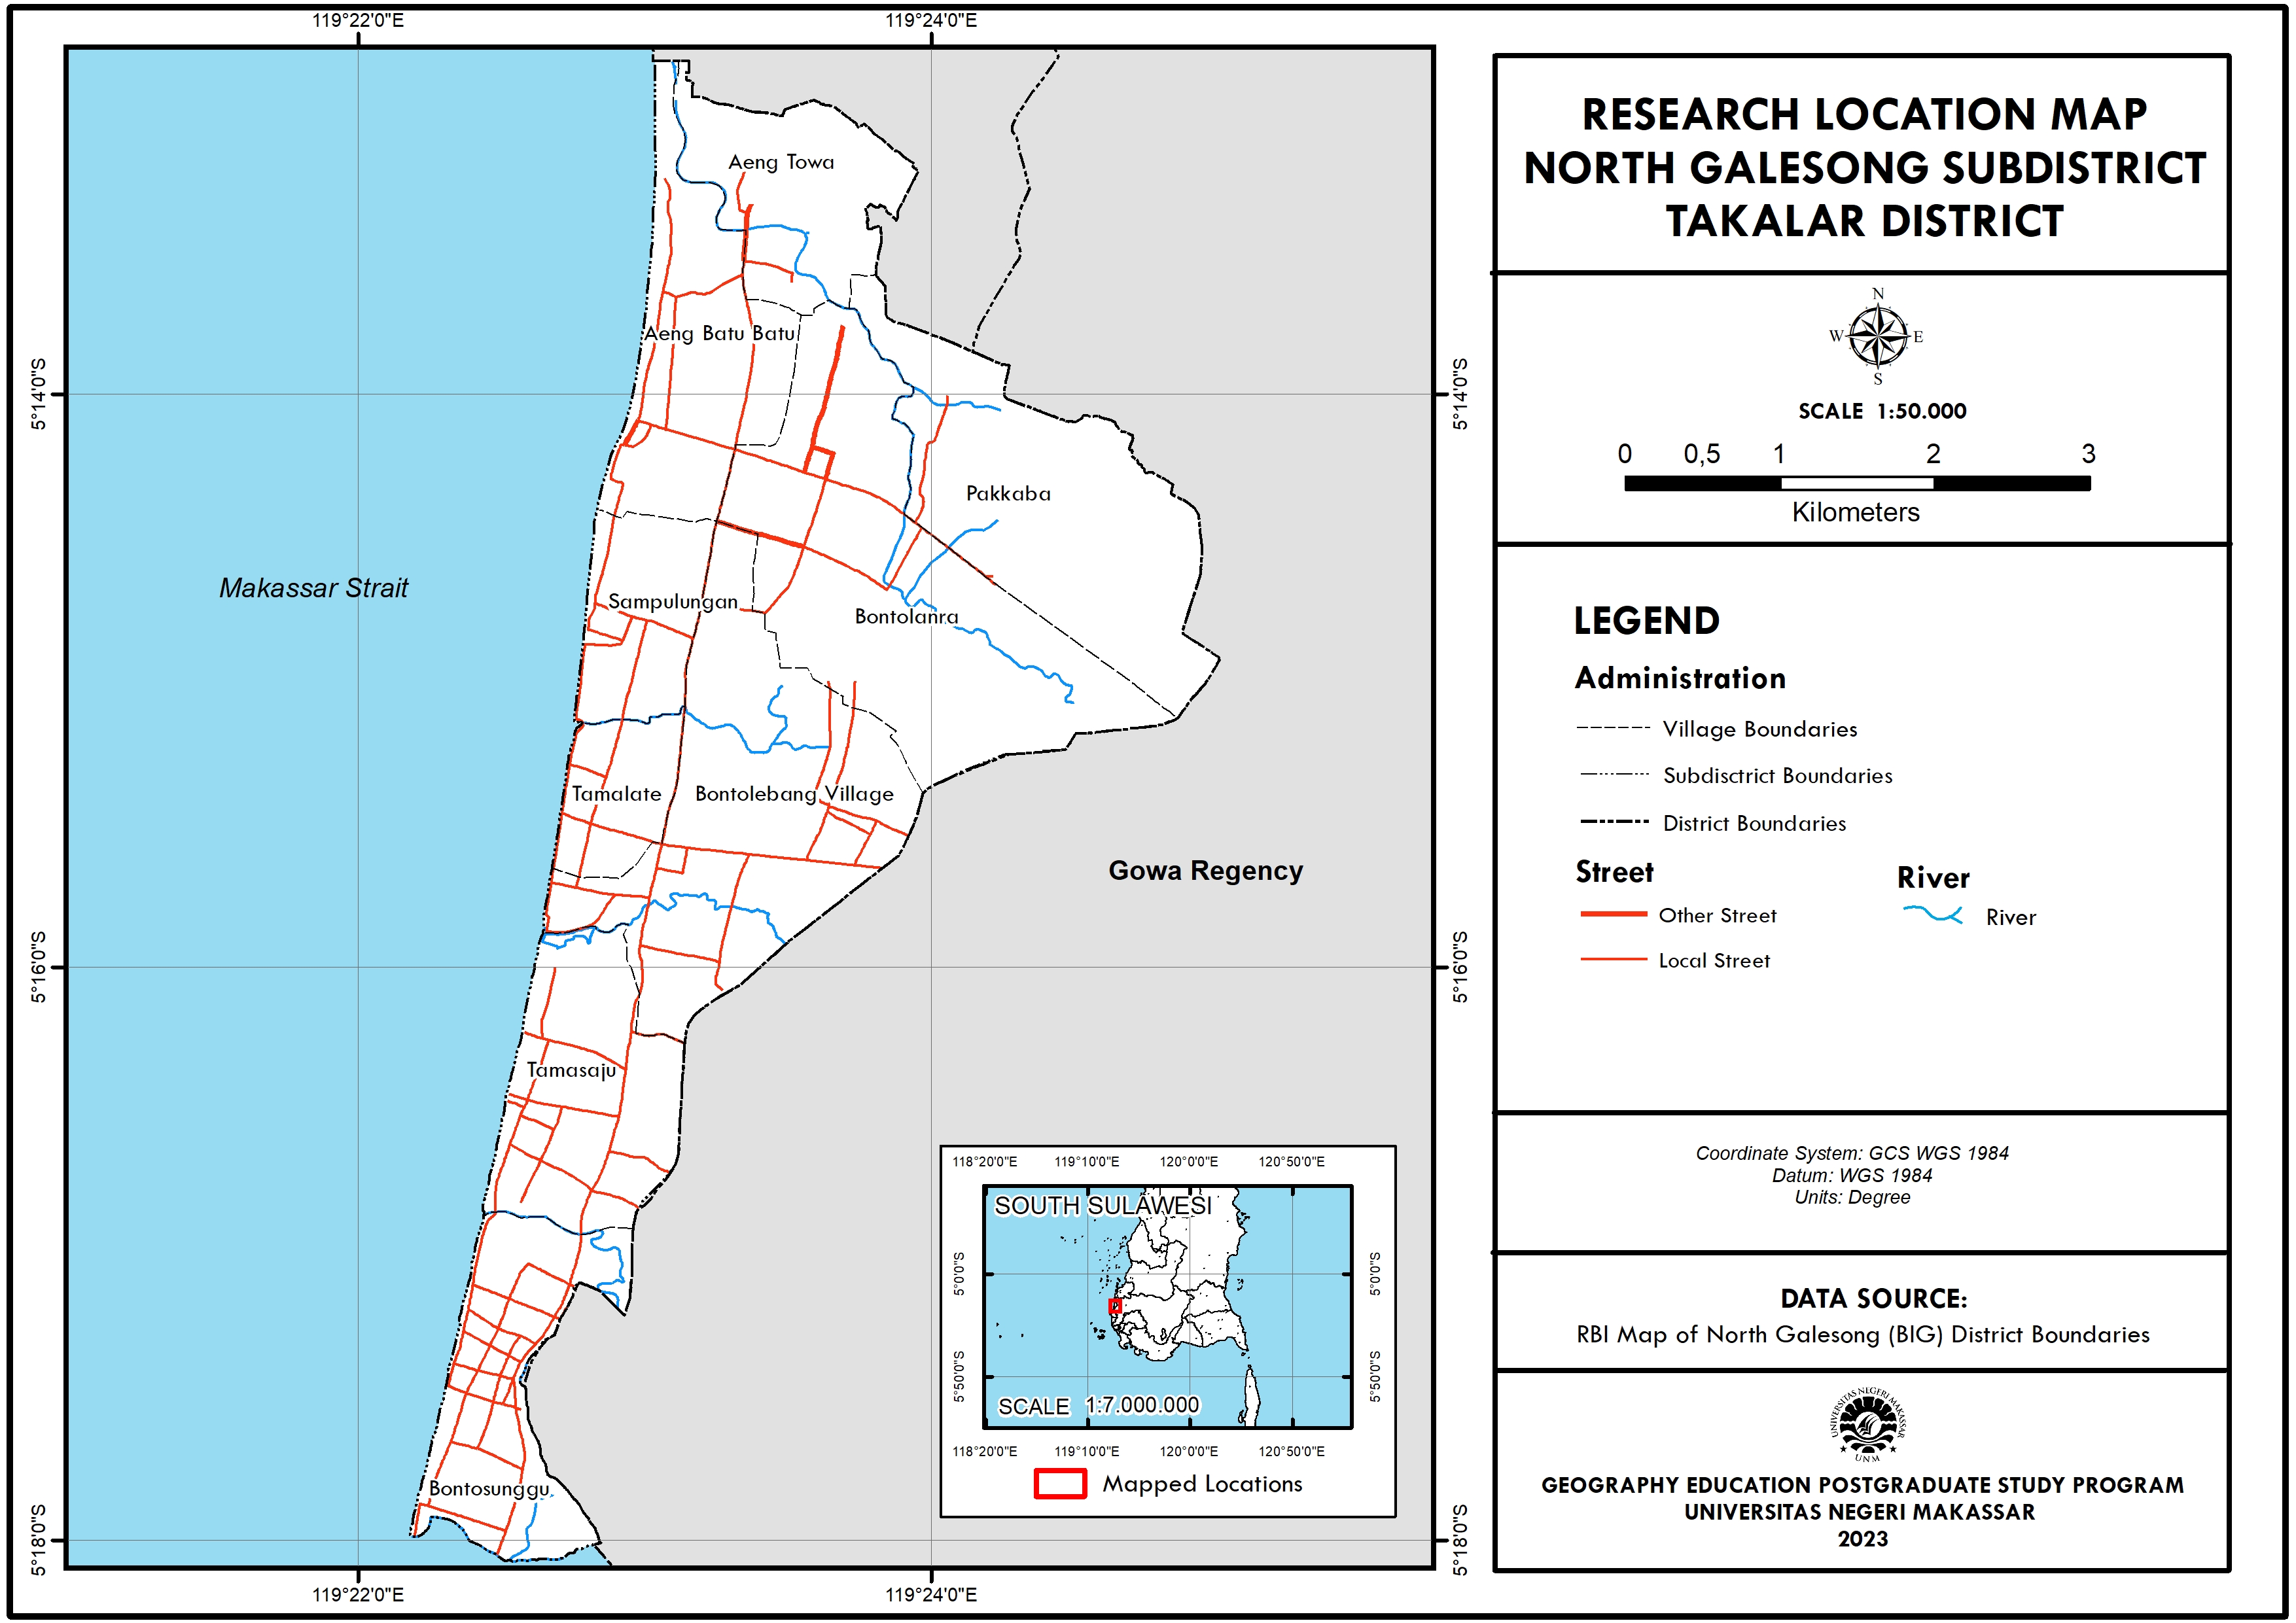 119°22'0"E
119°24'0"E
5°14'0"S
5°16'0"S
5°18'0"S
5°14'0"S
5°16'0"S
5°18'0"S
119°22'0"E
119°24'0"E
Aeng Towa
Aeng Batu Batu
Pakkaba
Makassar Strait
Sampulungan
Bontolanra
Tamalate
Bontolebang Village
Gowa Regency
Tamasaju
Bontosunggu
118°20'0"E
119°10'0"E
120°0'0"E
120°50'0"E
SOUTH SULAWESI
5°0'0"S
5°50'0"S
5°0'0"S
5°50'0"S
SCALE 1:7.000.000
118°20'0"E
119°10'0"E
120°0'0"E
120°50'0"E
Mapped Locations
RESEARCH LOCATION MAP
NORTH GALESONG SUBDISTRICT
TAKALAR DISTRICT
N
W
E
S
SCALE 1:50.000
0 0,5 1 2 3
Kilometers
LEGEND
Administration
Village Boundaries
Subdisctrict Boundaries
District Boundaries
Street
Other Street
Local Street
River
River
Coordinate System: GCS WGS 1984
Datum: WGS 1984
Units: Degree
DATA SOURCE:
RBI Map of North Galesong (BIG) District Boundaries
UNIVERSITAS NEGERI MAKASSAR
UNM
GEOGRAPHY EDUCATION POSTGRADUATE STUDY PROGRAM
UNIVERSITAS NEGERI MAKASSAR
2023